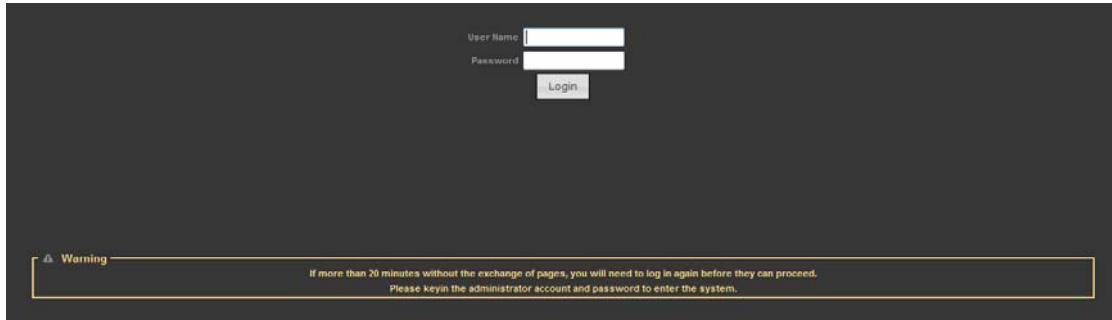 User Name
Password
Login
Warning
If more than 20 minutes without the exchange of pages, you will need to log in again before they can proceed.
Please keyin the administrator account and password to enter the system.